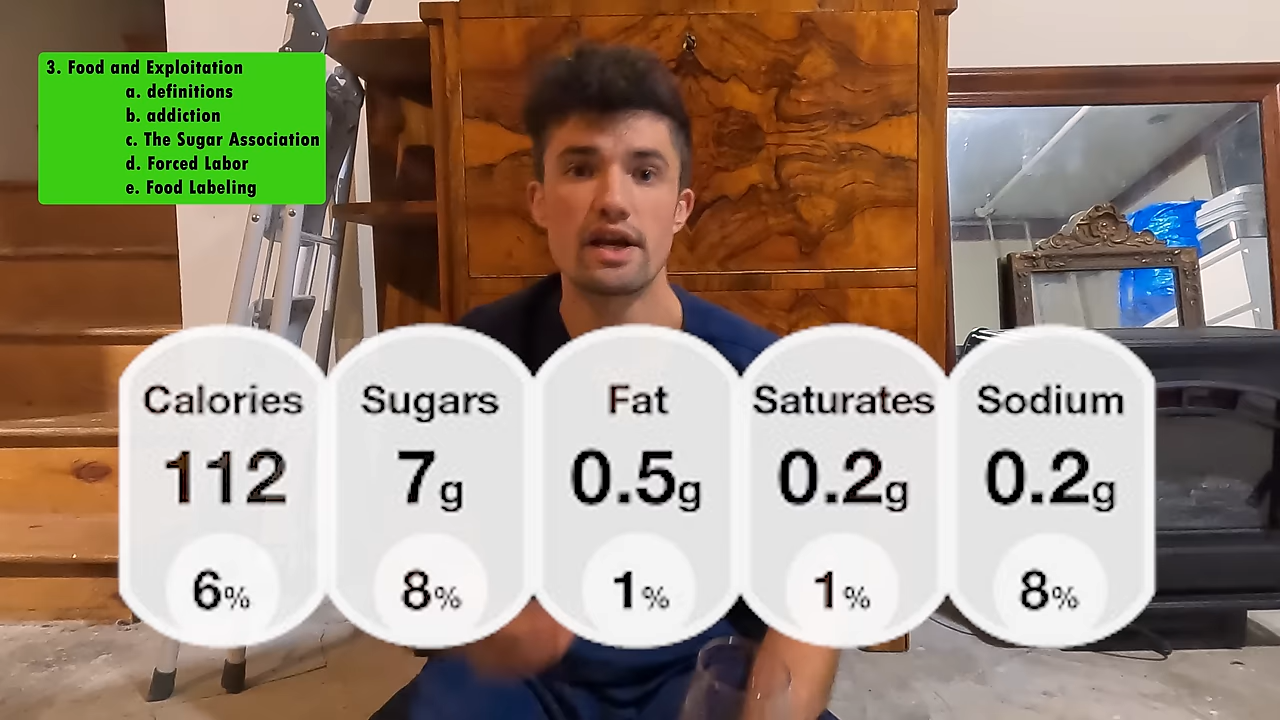 3. Food and Exploitation
a. definitions
b. addiction
c. The Sugar Association
d. Forced Labor
e. Food Labeling
Calories Sugars Fat Saturates Sodium
112 7g 0.5g 0.2g 0.2g
6% 8% 1% 1% 8%